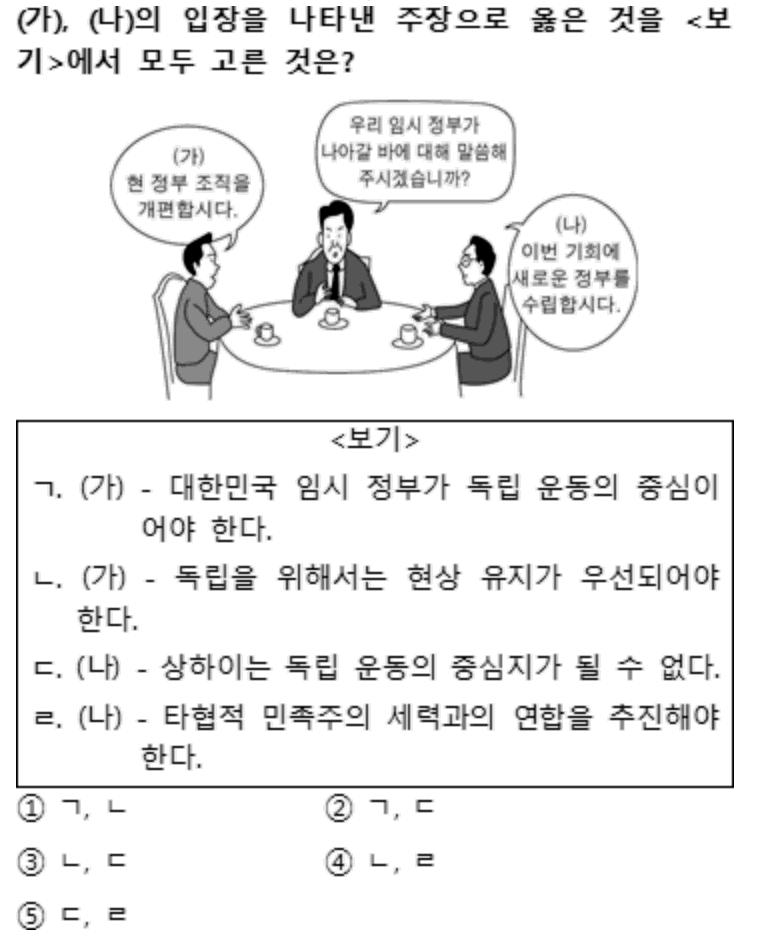 (가), (나)의 입장을 나타낸 주장으로 옳은 것을 <보
기>에서 모두 고른 것은?
우리 임시 정부가
나아갈 바에 대해 말씀해
주시겠습니까?
(가)
현 정부 조직을
개편합시다.
(나)
이번 기회에
새로운 정부를
수립합시다.
<보기>
ㄱ. (가) - 대한민국 임시 정부가 독립 운동의 중심이
어야 한다.
ㄴ. (가) - 독립을 위해서는 현상 유지가 우선되어야
한다.
ㄷ. (나) - 상하이는 독립 운동의 중심지가 될 수 없다.
ㄹ. (나) - 타협적 민족주의 세력과의 연합을 추진해야
한다.
① ㄱ, ㄴ ② ㄱ, ㄷ
③ ㄴ, ㄷ ④ ㄴ, ㄹ
⑤ ㄷ, ㄹ